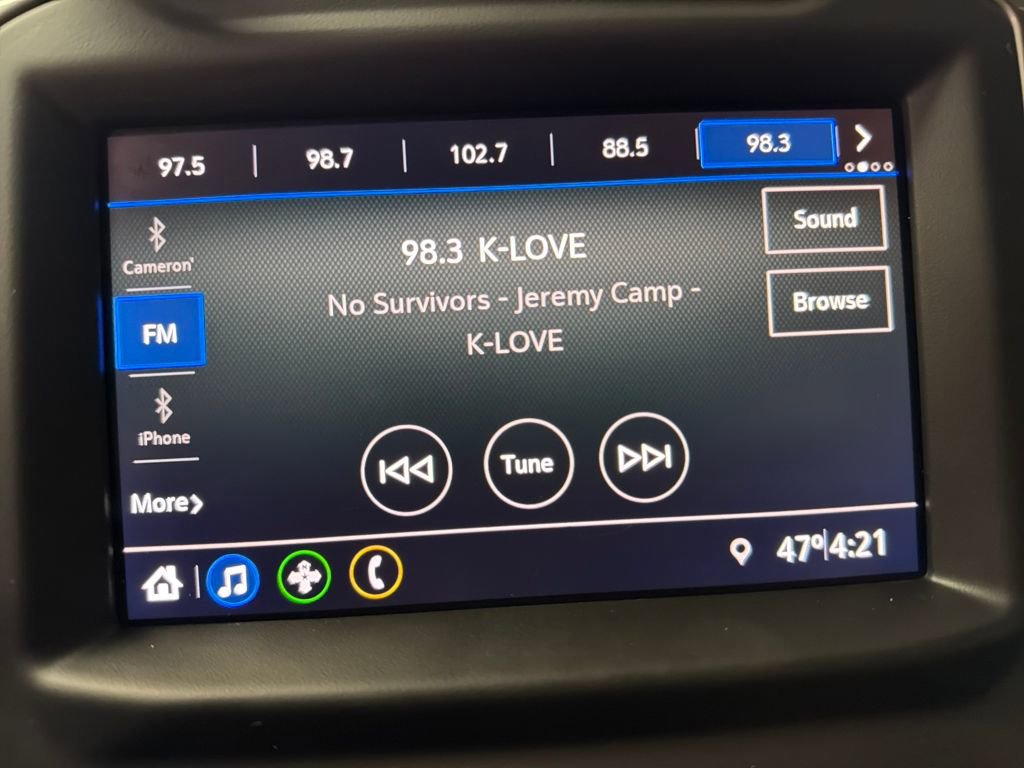 97.5 | 98.7 | 102.7 | 88.5 | 98.3
Cameron'
98.3 K-LOVE
Sound
No Survivors - Jeremy Camp -
K-LOVE
Browse
FM
iPhone
Tune
More
N
47° 4:21